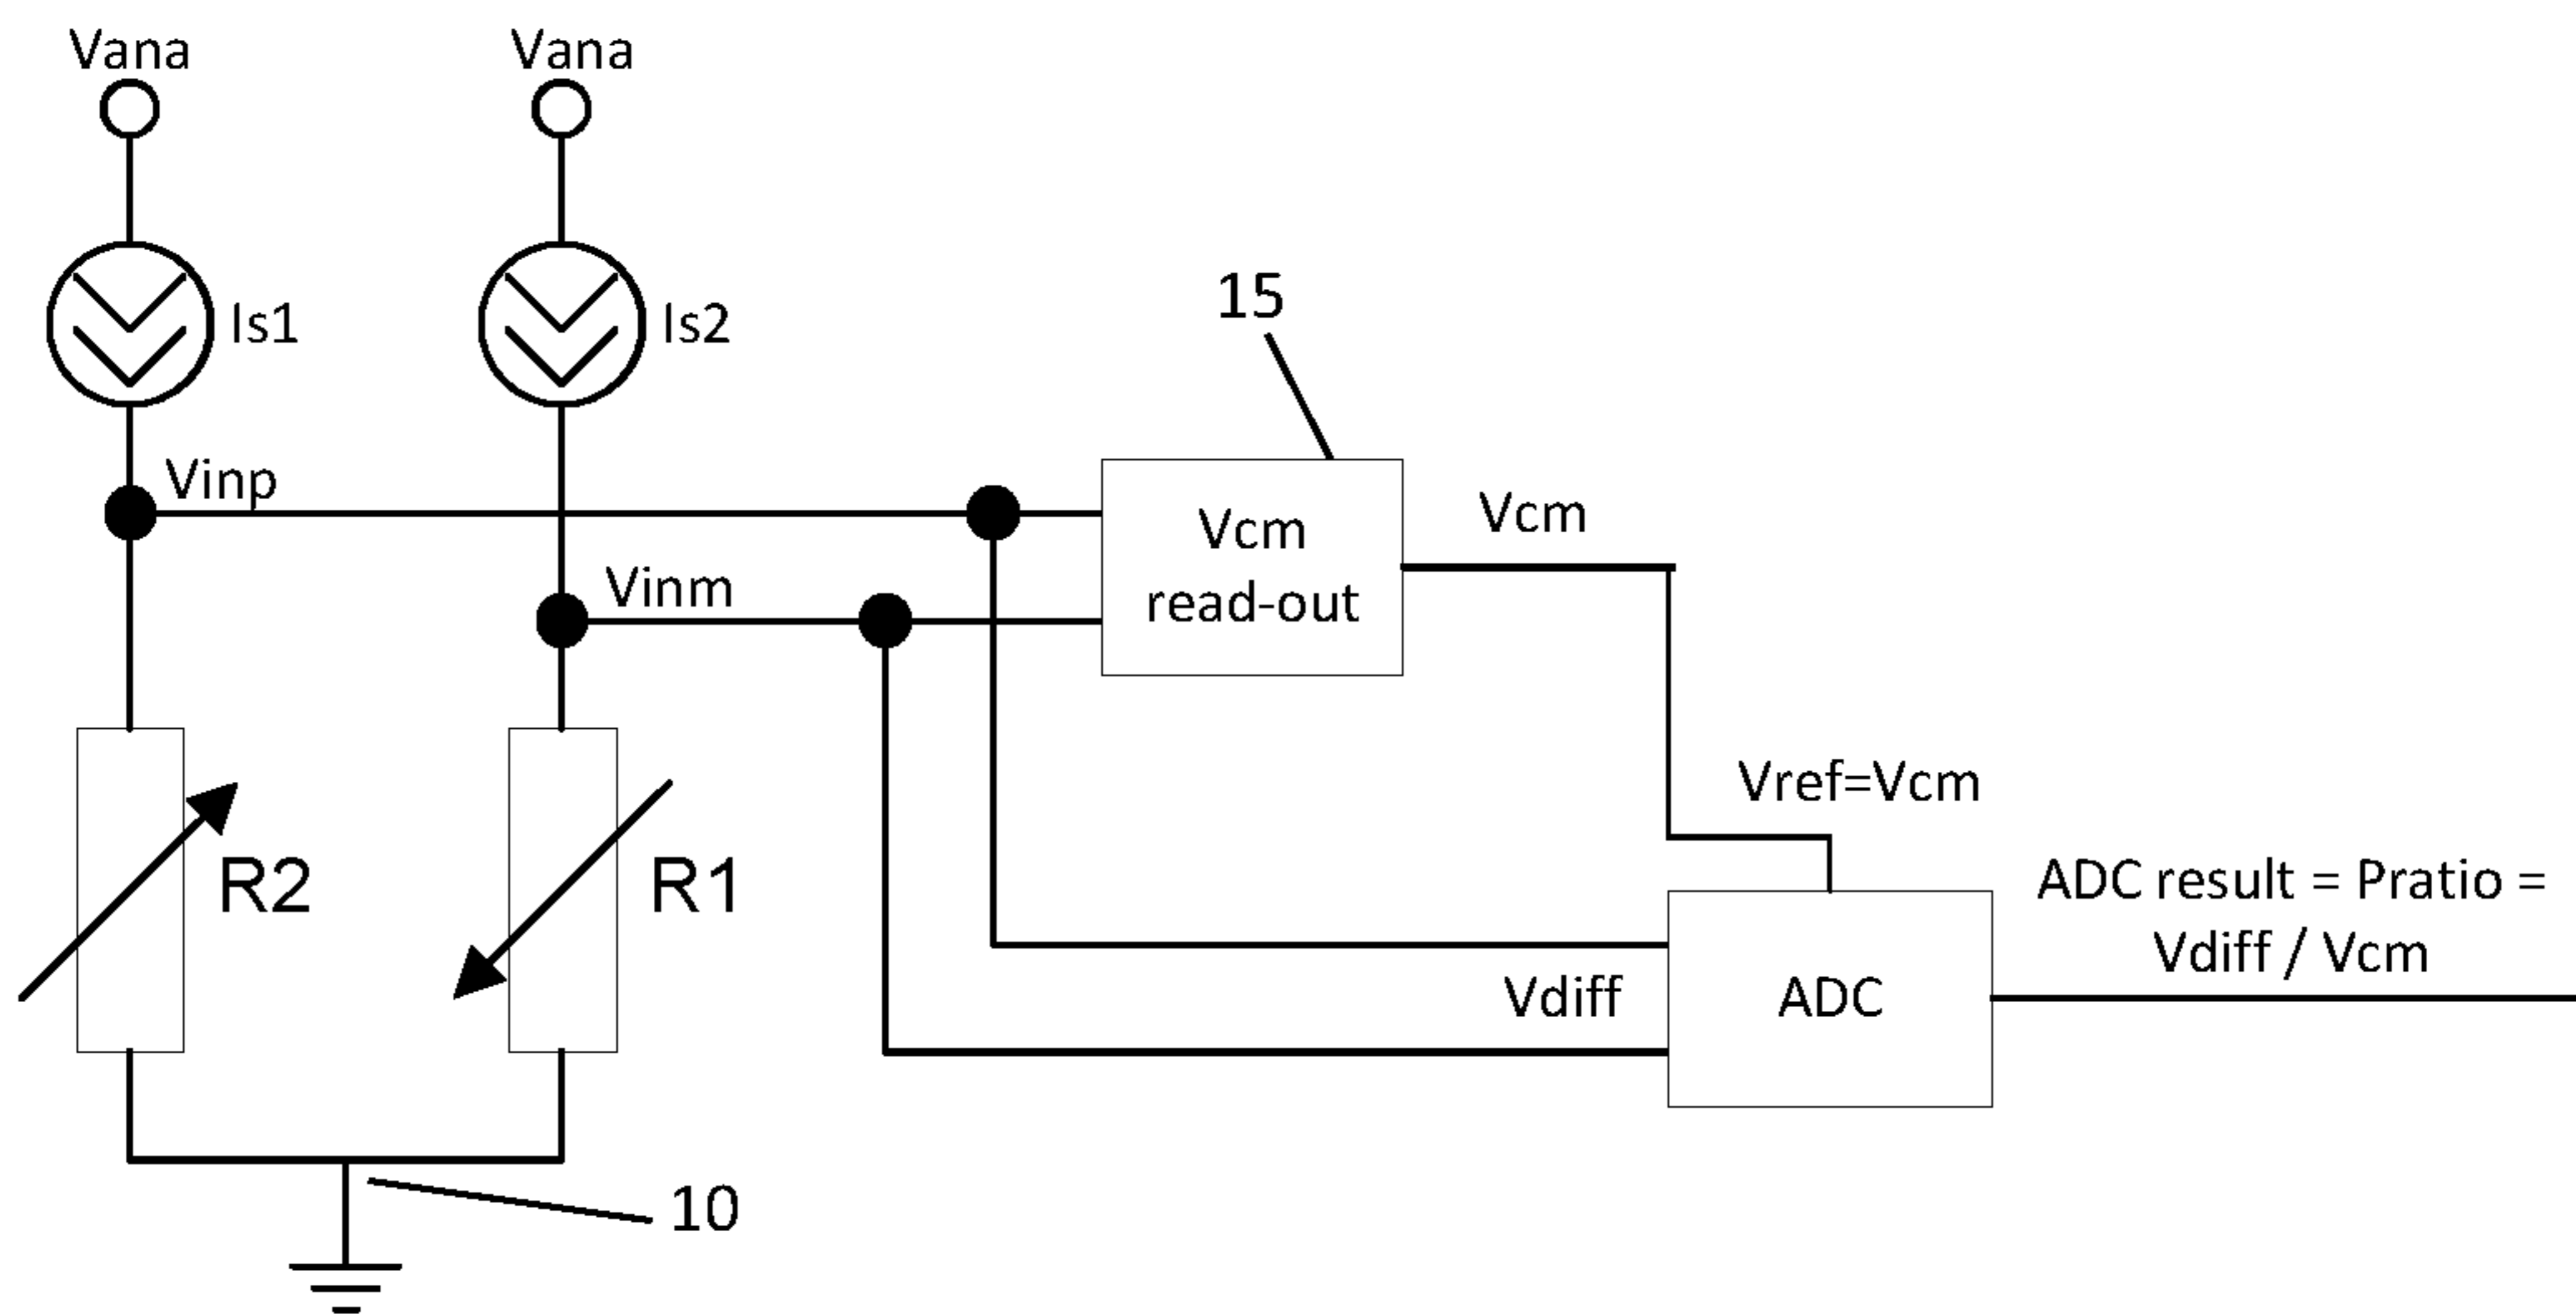 Vana
Vana
Is1
Is2
15
Vinp
Vcm
read-out
Vcm
Vinm
Vref=Vcm
R2
R1
ADC result = Pratio =
Vdiff / Vcm
Vdiff
ADC
10